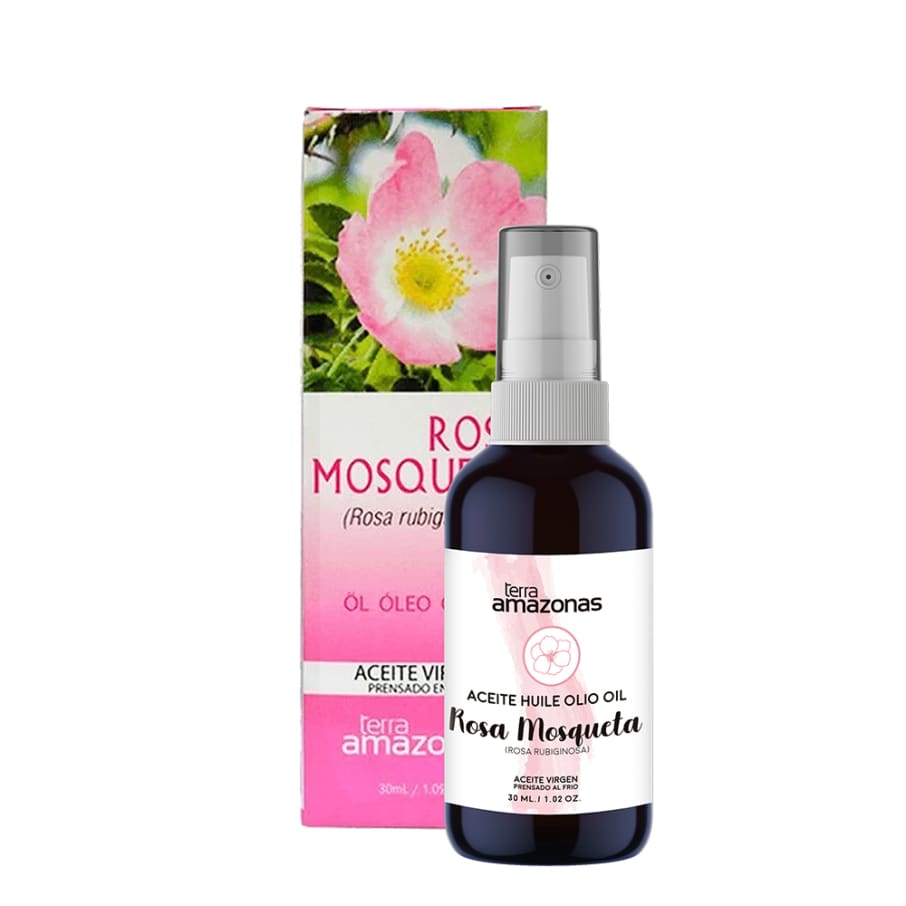 ROS
MOSQUE
(Rosa rubig
ÖL ÓLEO
ACEITE VIR
PRENSADO EN
terra
amazo
30mL / 1.0
terra
amazonas
ACEITE HUILE OLIO OIL
Rosa Mosqueta
(ROSA RUBIGINOSA)
ACEITE VIRGEN
PRENSADO AL FRIO
30 ML. / 1.02 OZ.